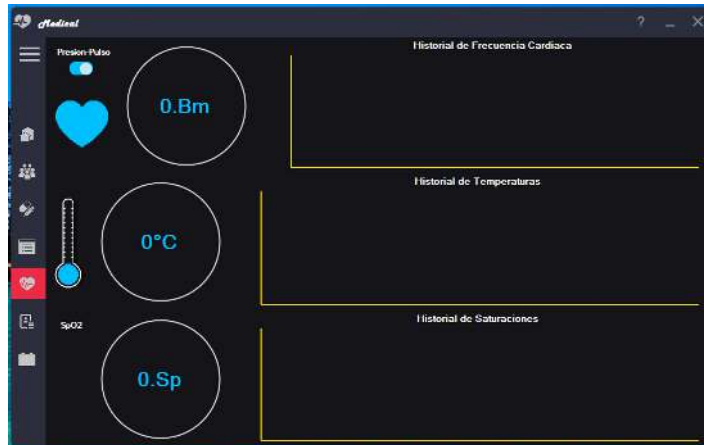 Medical
? _ X
Presion-Pulso
Historial de Frecuencia Cardiaca
0.Bm
Historial de Temperaturas
0°C
SpO2
Historial de Saturaciones
0.Sp